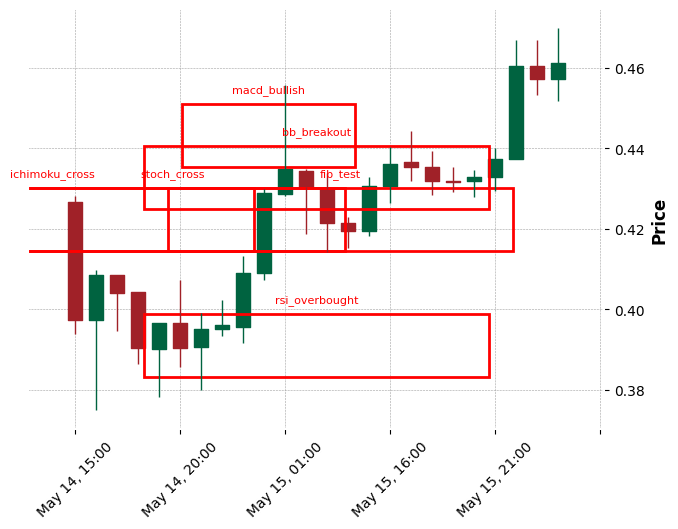 macd_bullish
bb_breakout
ichimoku_cross
stoch_cross
fib_test
rsi_overbought
0.46
0.44
0.42
0.40
0.38
Price
May 14, 15:00
May 14, 20:00
May 15, 01:00
May 15, 16:00
May 15, 21:00